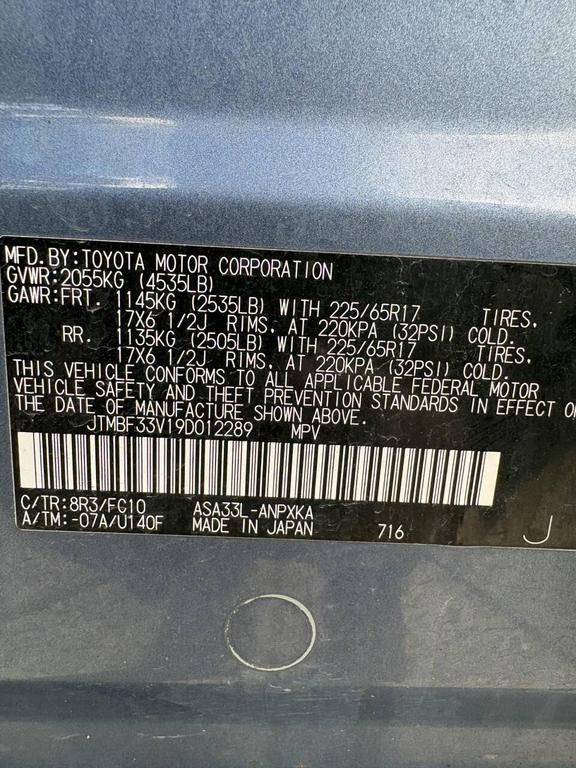 MFD.BY:TOYOTA MOTOR CORPORATION
GVWR:2055KG (4535LB)
GAWR:FRT. 1145KG (2535LB) WITH 225/65R17 TIRES,
17X6 1/2J RIMS, AT 220KPA (32PSI) COLD.
RR. 1135KG (2505LB) WITH 225/65R17 TIRES,
17X6 1/2J RIMS, AT 220KPA (32PSI) COLD.
THIS VEHICLE CONFORMS TO ALL APPLICABLE FEDERAL MOTOR
VEHICLE SAFETY AND THEFT PREVENTION STANDARDS IN EFFECT ON
THE DATE OF MANUFACTURE SHOWN ABOVE.
JTMBF33V19D012289 MPV
C/TR:8R3/FC10 ASA33L-ANPXKA
A/TM:-07A/U140F MADE IN JAPAN 716 J